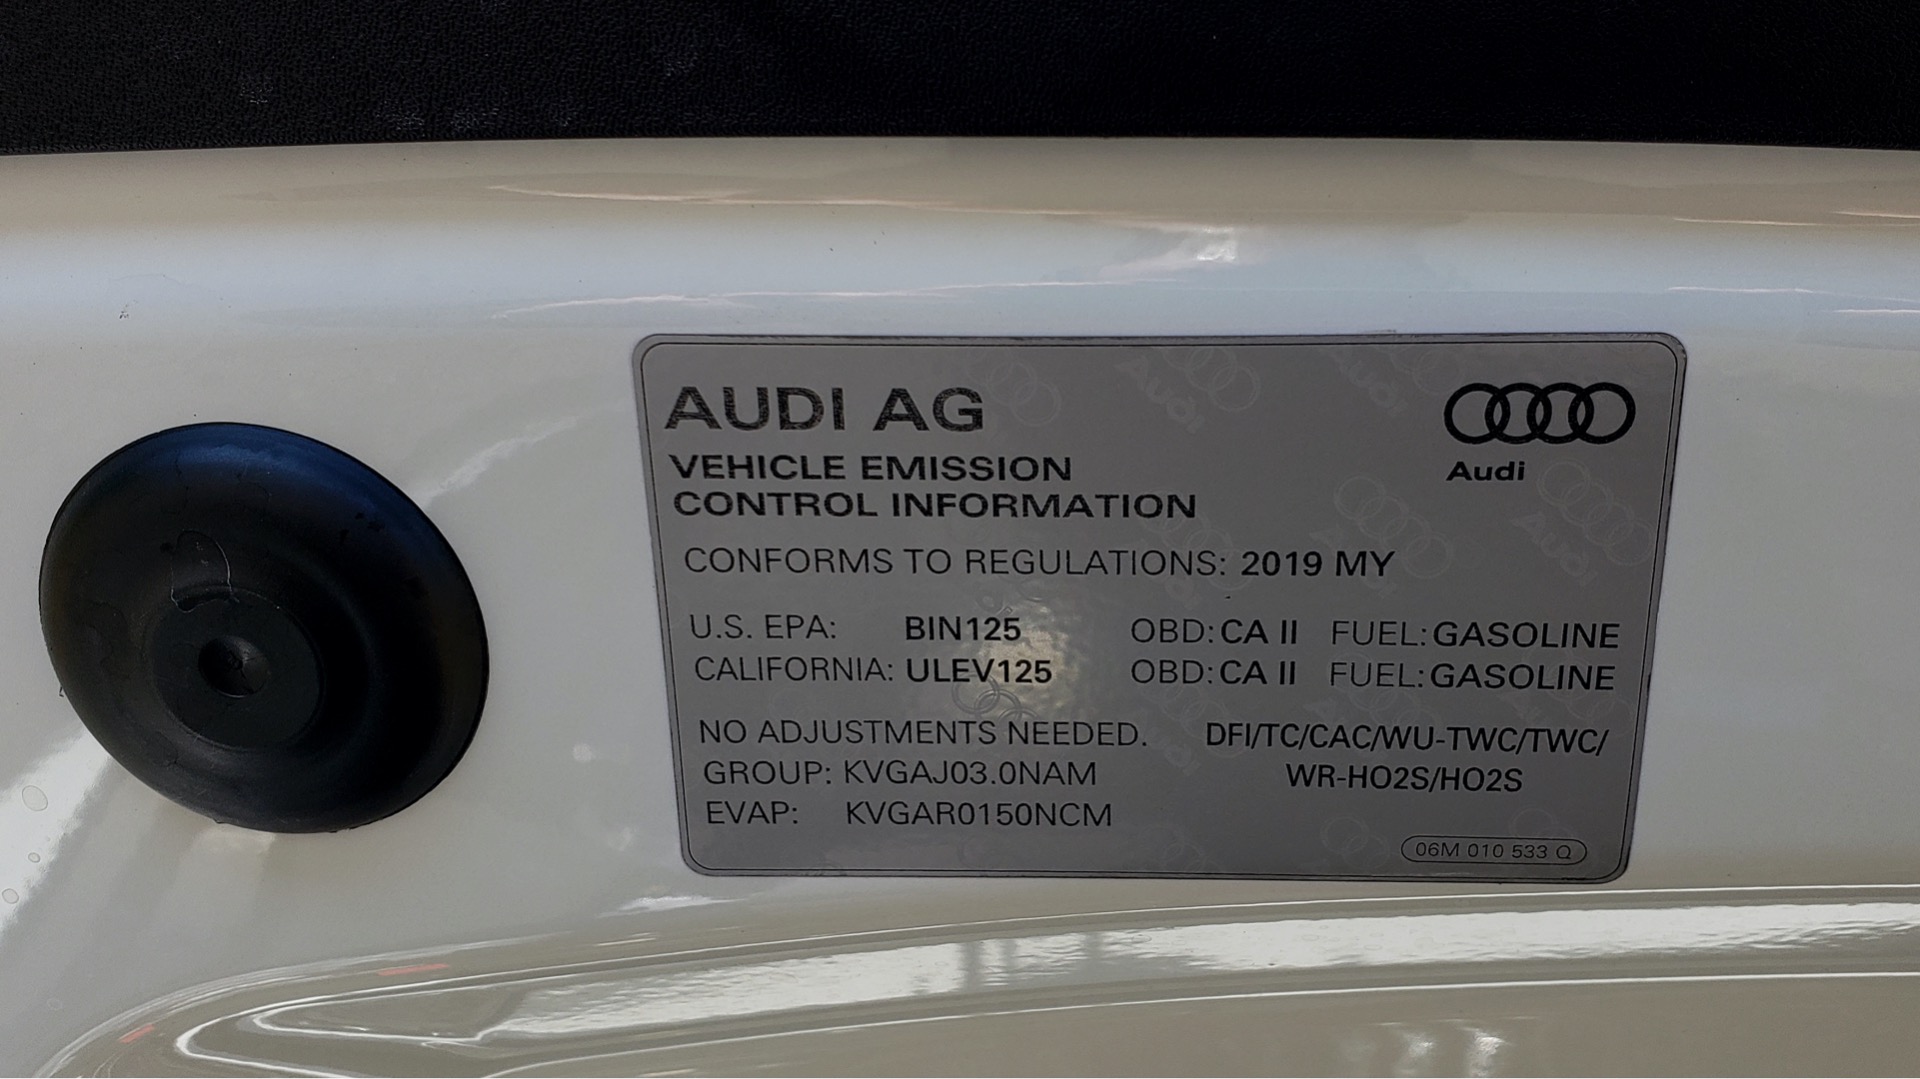 AUDI AG
Audi
VEHICLE EMISSION
CONTROL INFORMATION
CONFORMS TO REGULATIONS: 2019 MY
U.S. EPA: BIN125 OBD: CA II FUEL: GASOLINE
CALIFORNIA: ULEV125 OBD: CA II FUEL: GASOLINE
NO ADJUSTMENTS NEEDED. DFI/TC/CAC/WU-TWC/TWC/
GROUP: KVGAJ03.0NAM WR-HO2S/HO2S
EVAP: KVGAR0150NCM
06M 010 533 Q